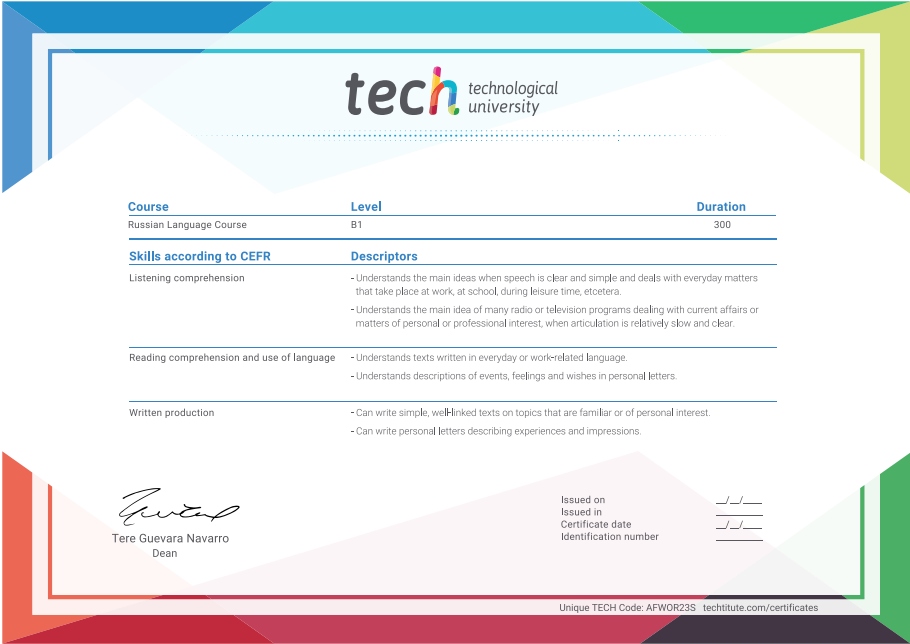 tech technological
university
Course Level Duration
Russian Language Course B1 300
Skills according to CEFR Descriptors
Listening comprehension - Understands the main ideas when speech is clear and simple and deals with everyday matters
that take place at work, at school, during leisure time, etcetera.
- Understands the main idea of many radio or television programs dealing with current affairs or
matters of personal or professional interest, when articulation is relatively slow and clear.
Reading comprehension and use of language - Understands texts written in everyday or work-related language.
- Understands descriptions of events, feelings and wishes in personal letters.
Written production - Can write simple, well-linked texts on topics that are familiar or of personal interest.
- Can write personal letters describing experiences and impressions.
Tere Guevara Navarro
Dean
Issued on __/__/___
Issued in ________
Certificate date __/__/___
Identification number ________
Unique TECH Code: AFWOR23S techtitute.com/certificates